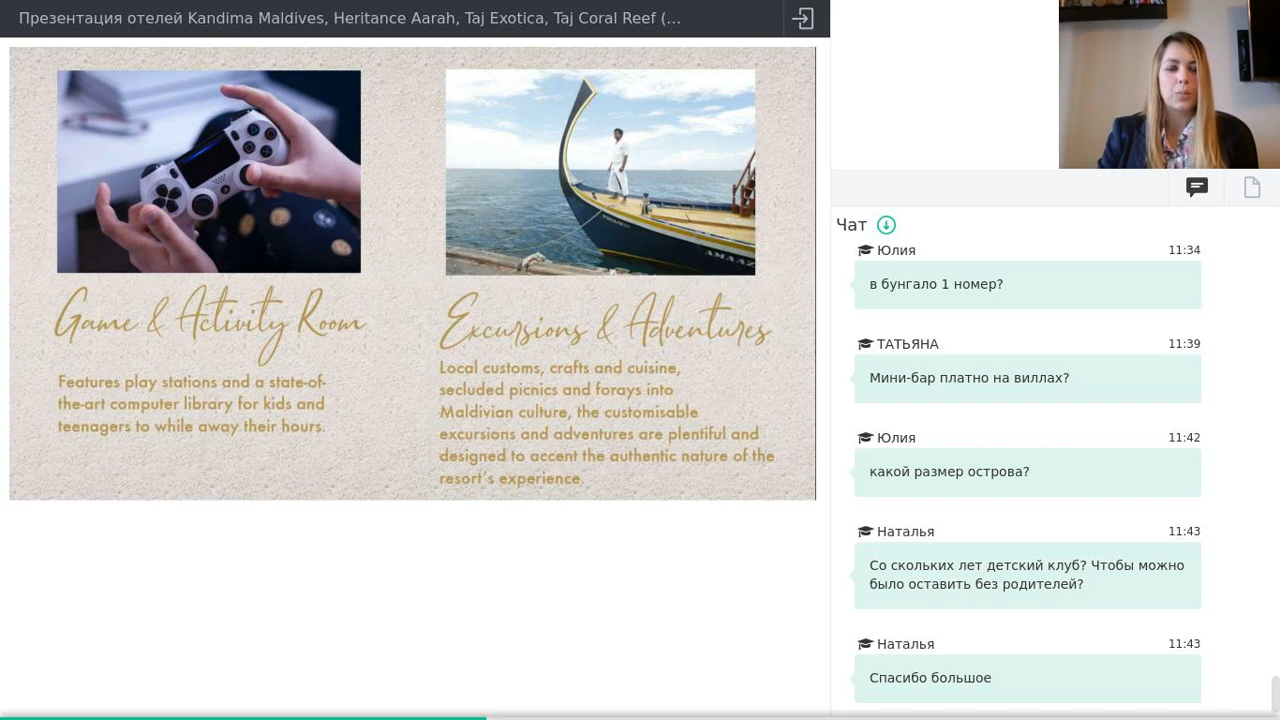 Презентация отелей Kandima Maldives, Heritance Aarah, Taj Exotica, Taj Coral Reef (...
Game & Activity Room
Features play stations and a state-of-
the-art computer library for kids and
teenagers to while away their hours.
AMAAZ
Excursions & Adventures
Local customs, crafts and cuisine,
secluded picnics and forays into
Maldivian culture, the customisable
excursions and adventures are plentiful and
designed to accent the authentic nature of the
resort's experience.
Чат
Юлия 11:34
в бунгало 1 номер?
ТАТЬЯНА 11:39
Мини-бар платно на виллах?
Юлия 11:42
какой размер острова?
Наталья 11:43
Со скольких лет детский клуб? Чтобы можно
было оставить без родителей?
Наталья 11:43
Спасибо большое